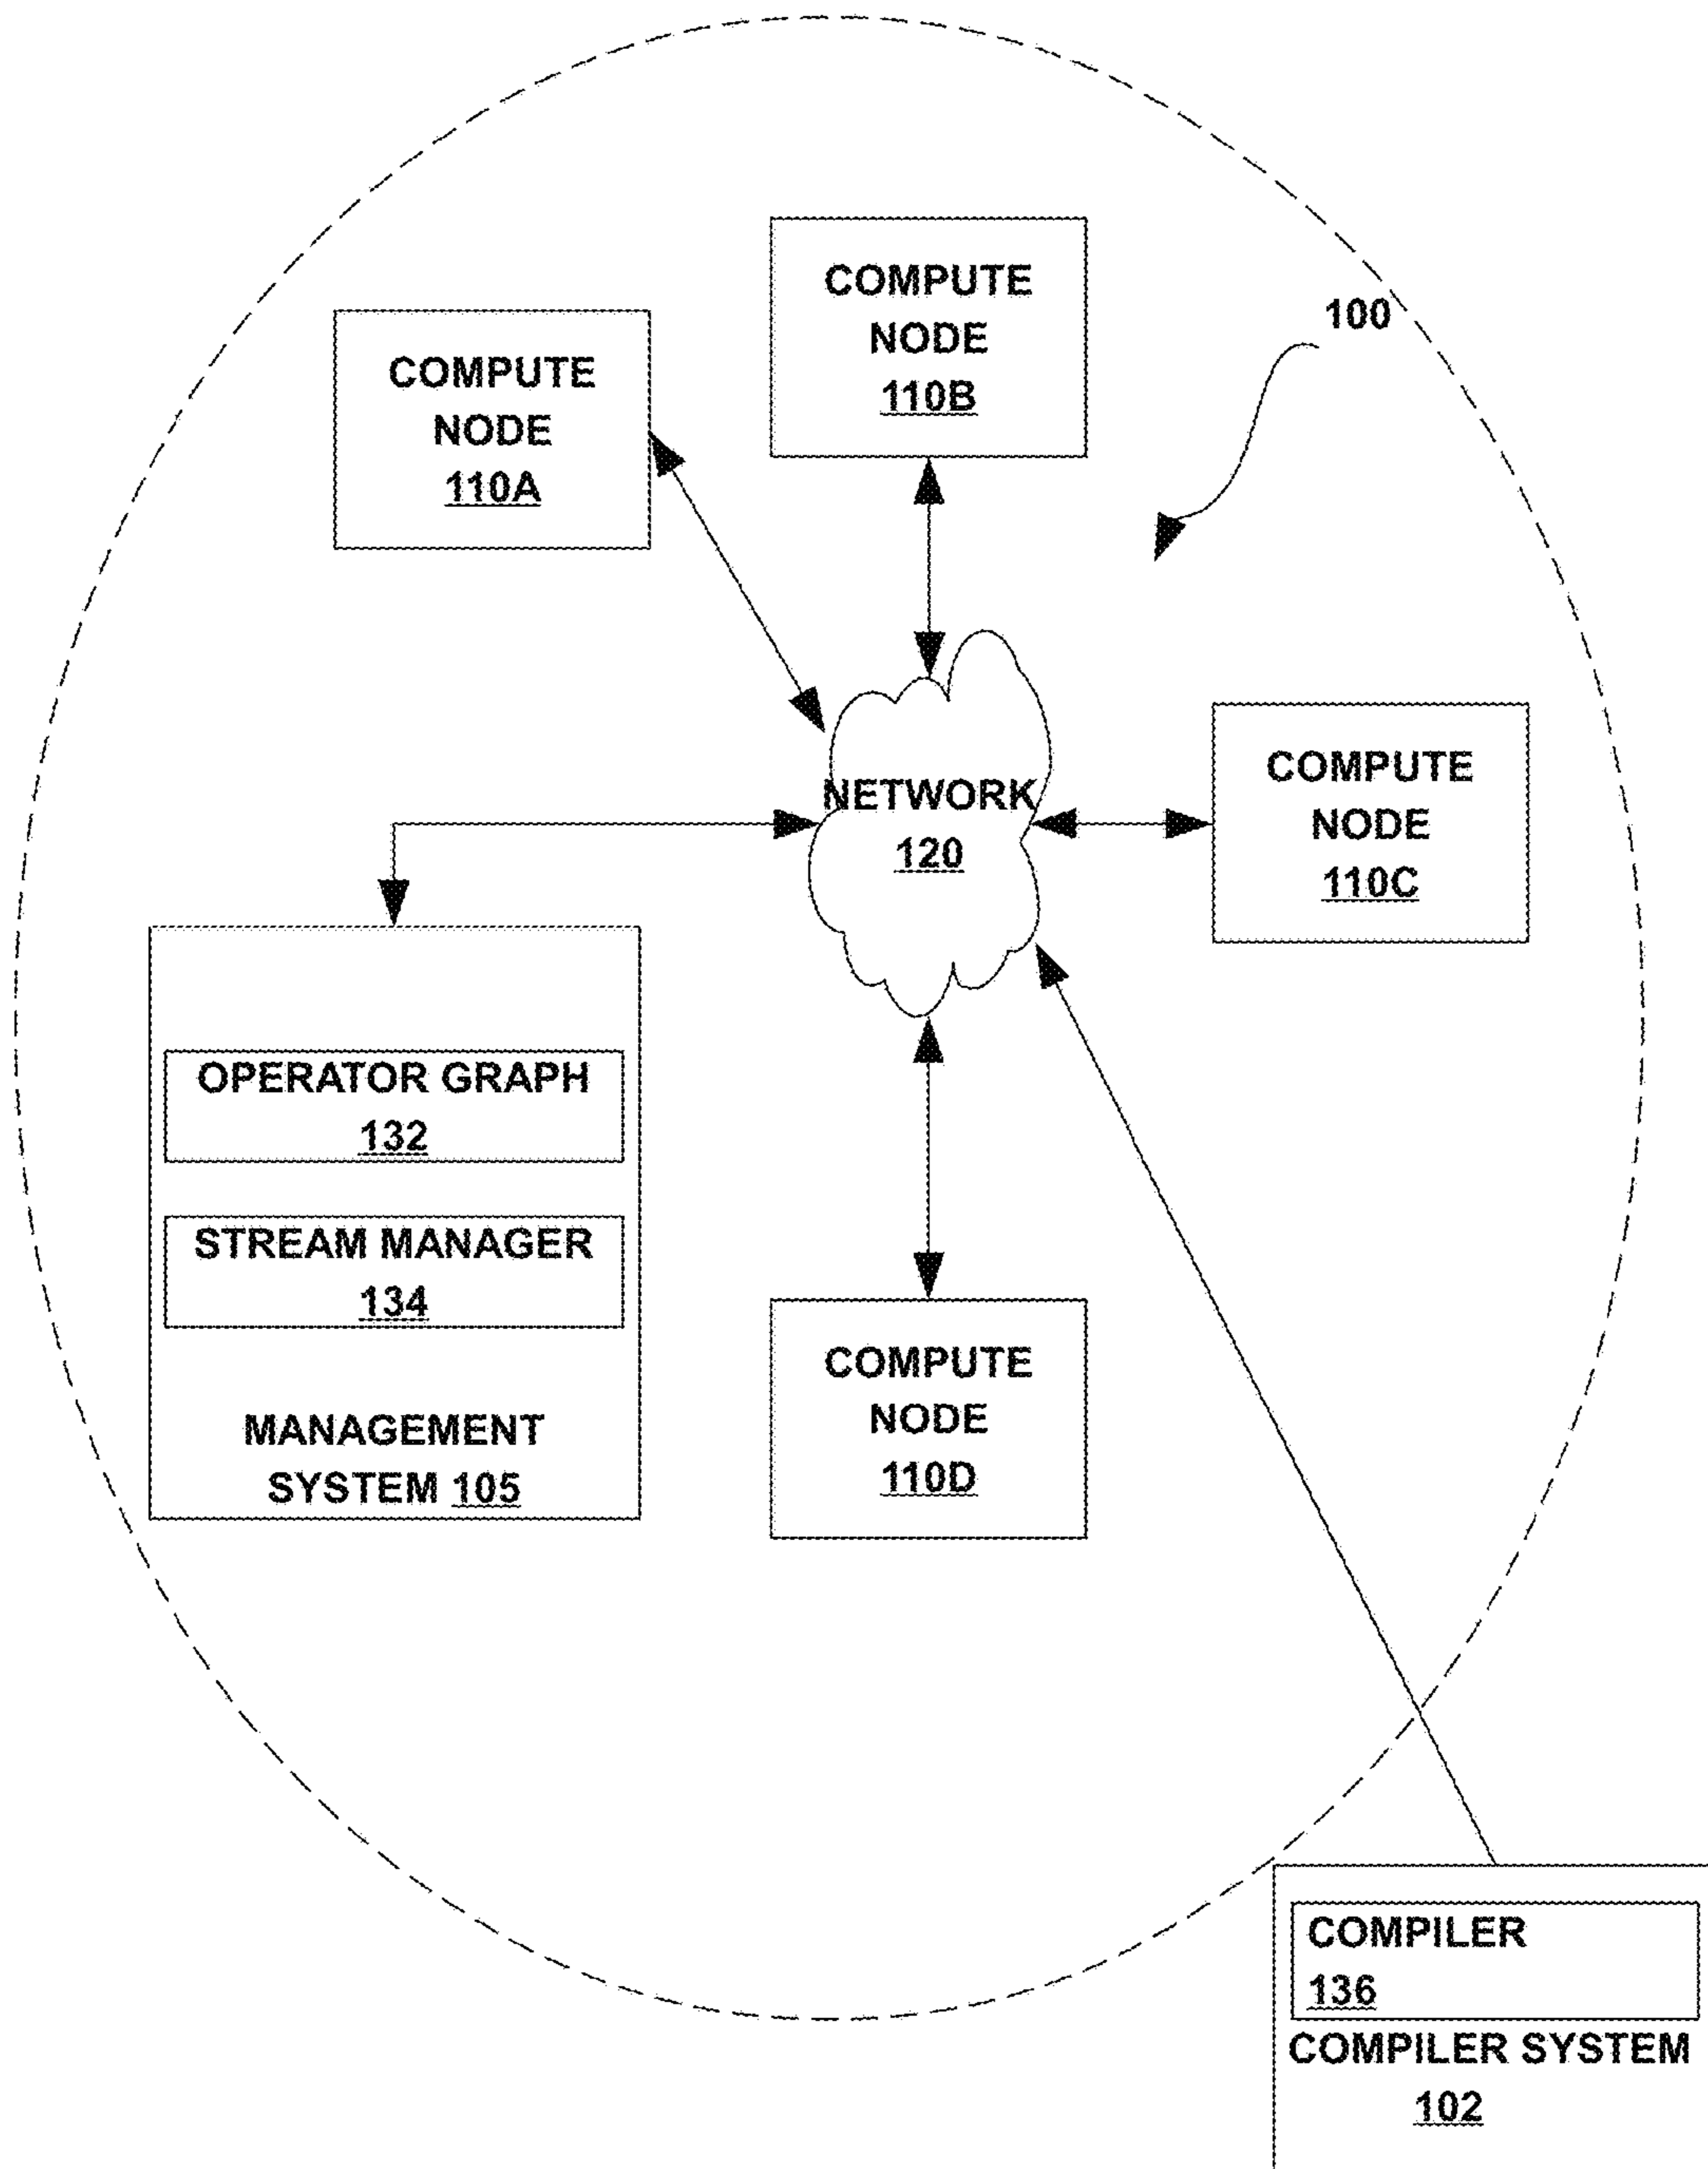 COMPUTE
NODE
110B
100
COMPUTE
NODE
110A
NETWORK
120
COMPUTE
NODE
110C
OPERATOR GRAPH
132
STREAM MANAGER
134
MANAGEMENT
SYSTEM 105
COMPUTE
NODE
110D
COMPILER
136
COMPILER SYSTEM
102